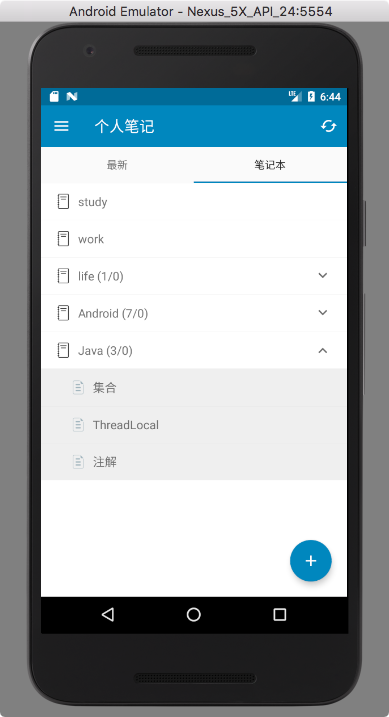 Android Emulator - Nexus_5X_API_24:5554
LTE 6:44
个人笔记
最新 笔记本
study
work
life (1/0)
Android (7/0)
Java (3/0)
集合
ThreadLocal
注解